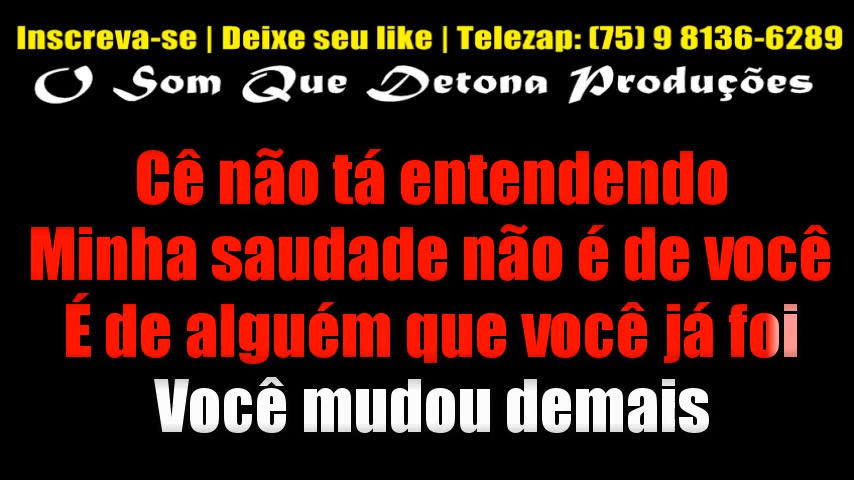 Inscreva-se | Deixe seu like | Telezap: (75) 9 8136-6289
O Som Que Detona Produções
Cê não tá entendendo
Minha saudade não é de você
É de alguém que você já foi
Você mudou demais